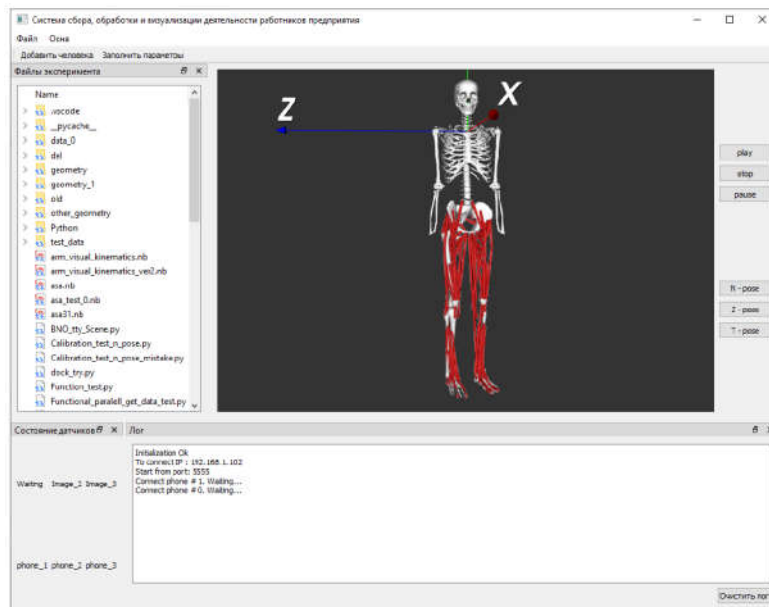 Система сбора, обработки и визуализации деятельности работников предприятия
Файл Окна
Добавить человека Заполнить параметры
Файлы эксперимента
Name
.vscode
__pycache__
data_0
del
geometry
geometry_1
old
other_geometry
Python
test_data
arm_visual_kinematics.nb
arm_visual_kinematics_ver2.nb
asa.nb
asa_test_0.nb
asa31.nb
BNO_tty_Scene.py
Calibration_test_n_pose.py
Calibration_test_n_pose_mistake.py
dock_try.py
Function_test.py
Functional_paralell_get_data_test.py
Z
X
play
stop
pause
N - pose
Z - pose
T - pose
Состояние датчиков
Waiting Image_2 Image_3
phone_1 phone_2 phone_3
Лог
Initialization Ok
To connect IP : 192.168.1.102
Start from port: 5555
Connect phone # 1. Waiting...
Connect phone # 0. Waiting...
Очистить лог